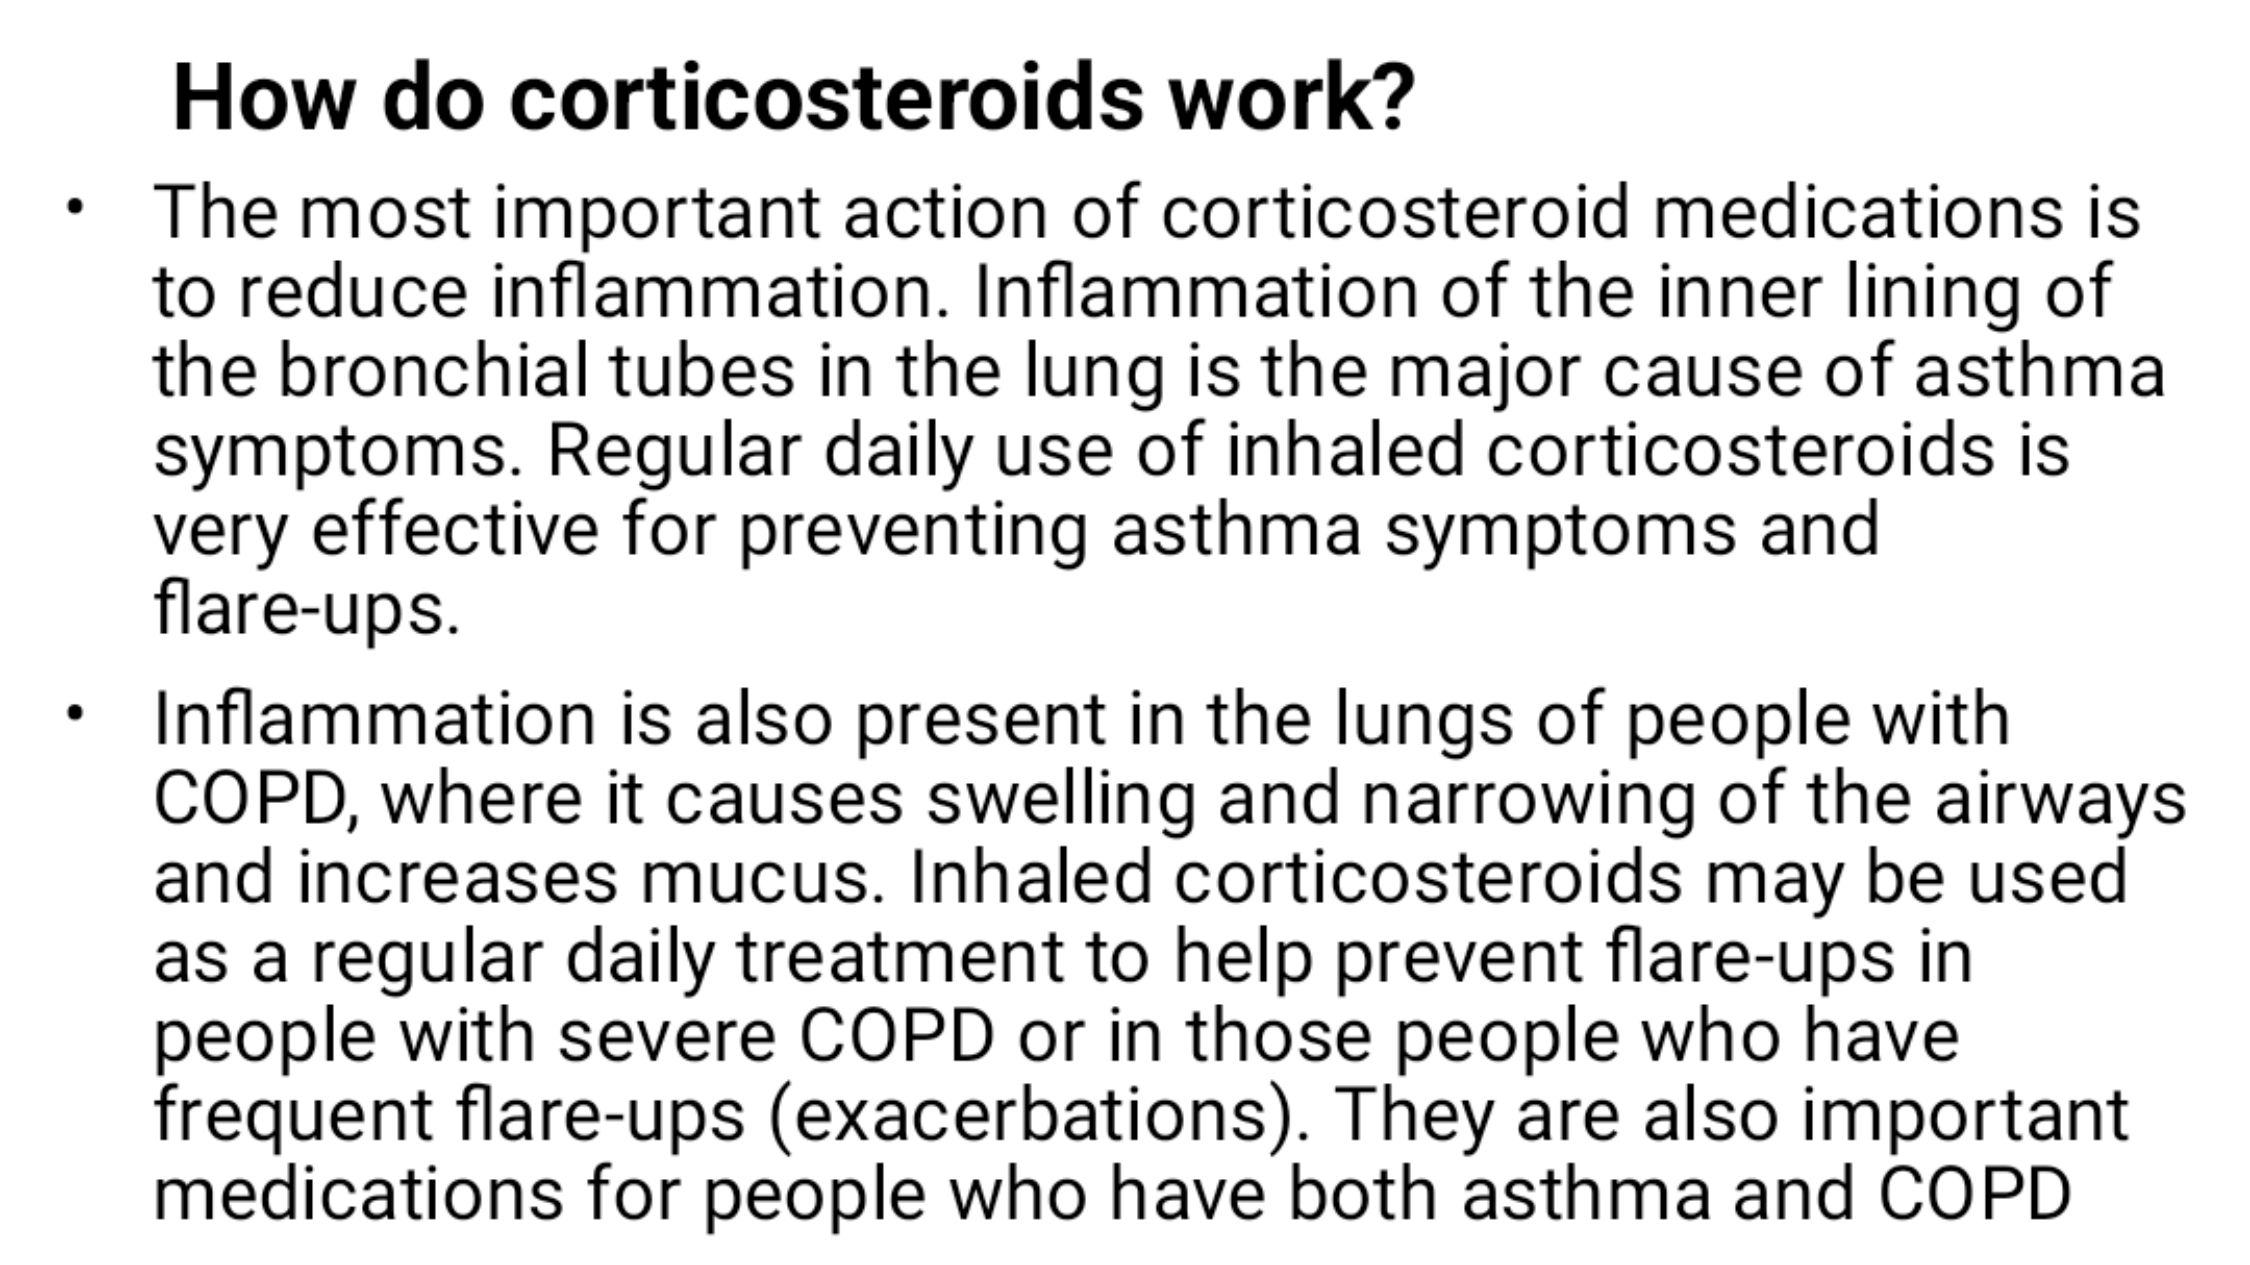 How do corticosteroids work?
• The most important action of corticosteroid medications is
to reduce inflammation. Inflammation of the inner lining of
the bronchial tubes in the lung is the major cause of asthma
symptoms. Regular daily use of inhaled corticosteroids is
very effective for preventing asthma symptoms and
flare-ups.
• Inflammation is also present in the lungs of people with
COPD, where it causes swelling and narrowing of the airways
and increases mucus. Inhaled corticosteroids may be used
as a regular daily treatment to help prevent flare-ups in
people with severe COPD or in those people who have
frequent flare-ups (exacerbations). They are also important
medications for people who have both asthma and COPD